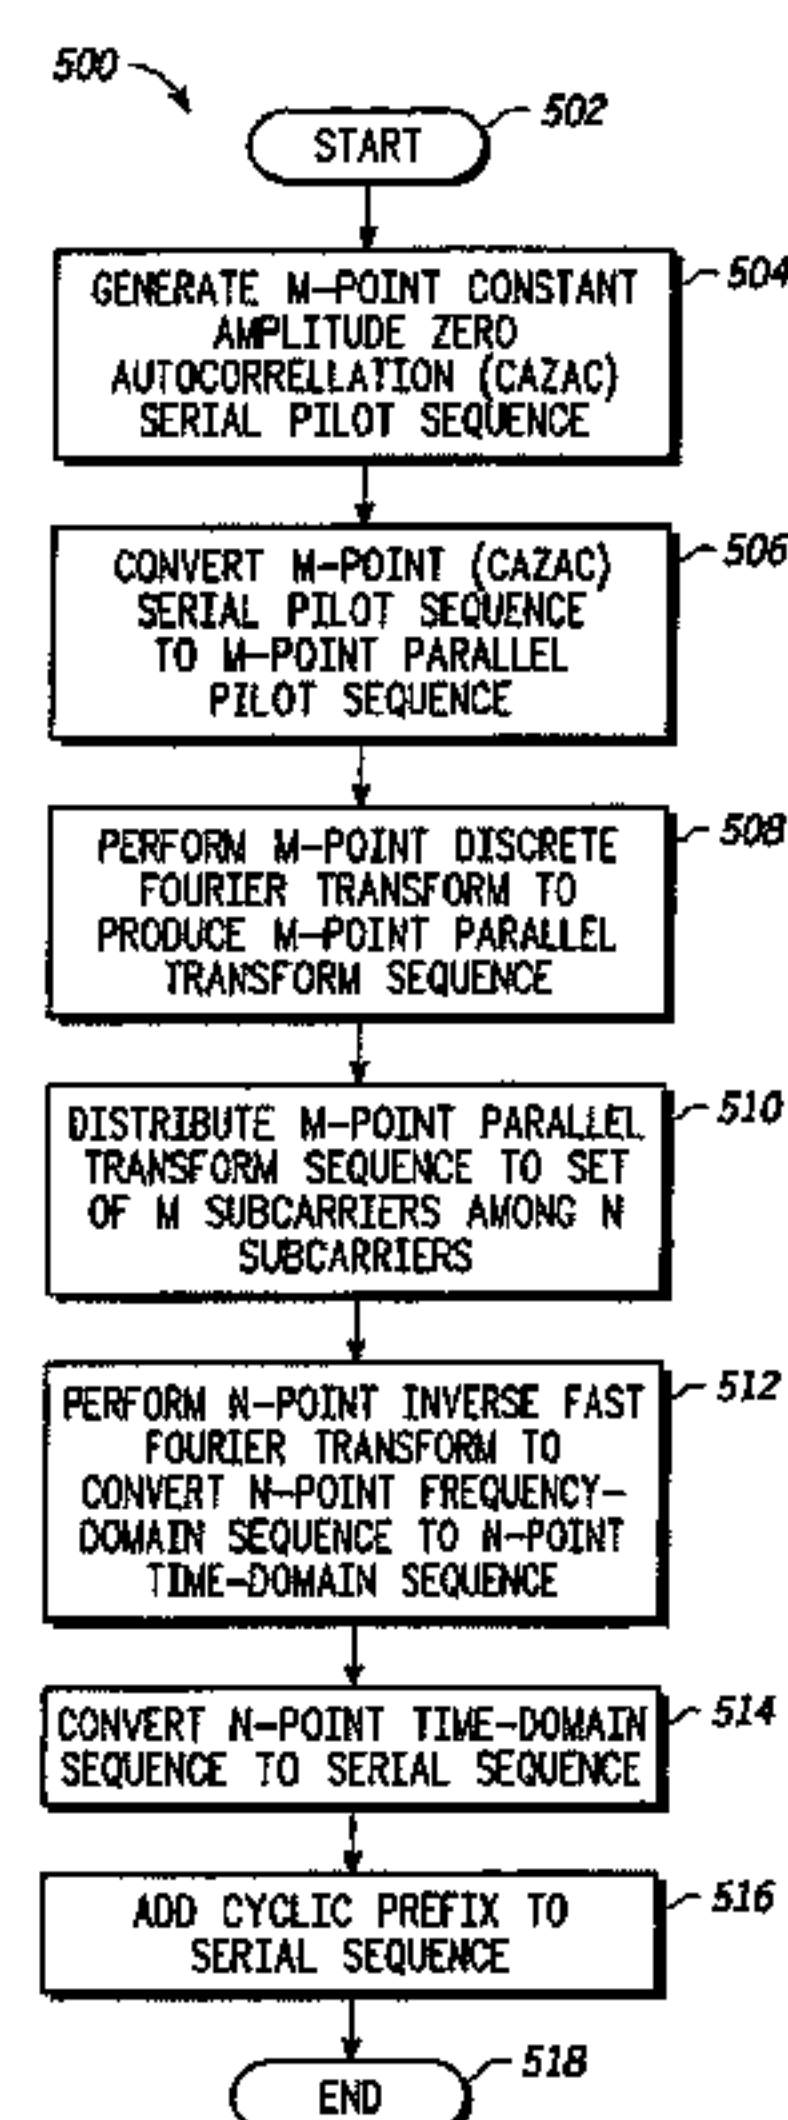 500
502
START
504
GENERATE M-POINT CONSTANT
AMPLITUDE ZERO
AUTOCORRELLATION (CAZAC)
SERIAL PILOT SEQUENCE
506
CONVERT M-POINT (CAZAC)
SERIAL PILOT SEQUENCE
TO M-POINT PARALLEL
PILOT SEQUENCE
508
PERFORM M-POINT DISCRETE
FOURIER TRANSFORM TO
PRODUCE M-POINT PARALLEL
TRANSFORM SEQUENCE
510
DISTRIBUTE M-POINT PARALLEL
TRANSFORM SEQUENCE TO SET
OF M SUBCARRIERS AMONG N
SUBCARRIERS
512
PERFORM N-POINT INVERSE FAST
FOURIER TRANSFORM TO
CONVERT N-POINT FREQUENCY-
DOMAIN SEQUENCE TO N-POINT
TIME-DOMAIN SEQUENCE
514
CONVERT N-POINT TIME-DOMAIN
SEQUENCE TO SERIAL SEQUENCE
516
ADD CYCLIC PREFIX TO
SERIAL SEQUENCE
518
END